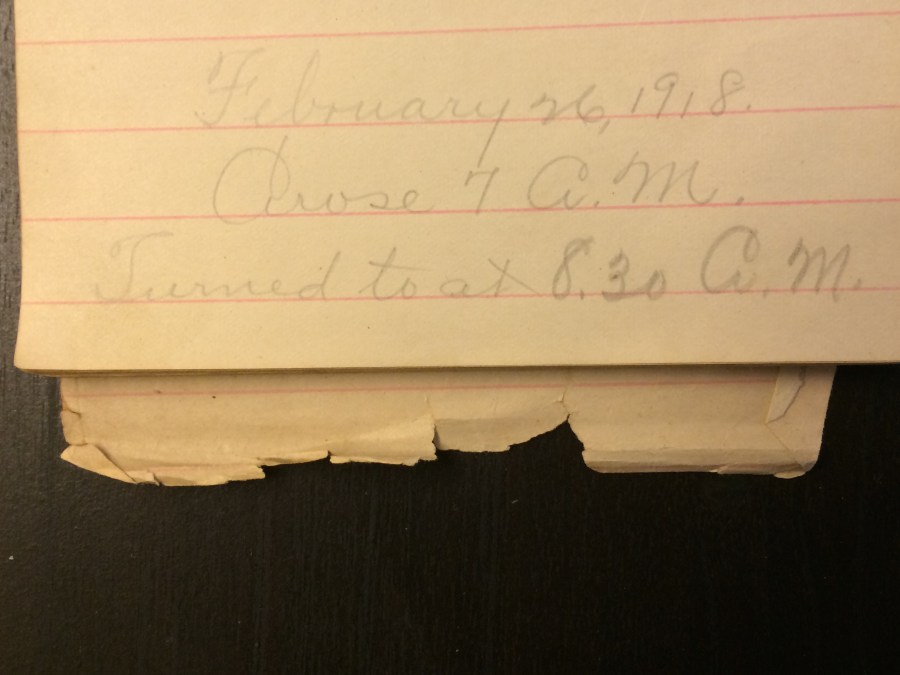 February 26, 1918.
Arose 7 A.M.
Turned to at 8.30 A.M.